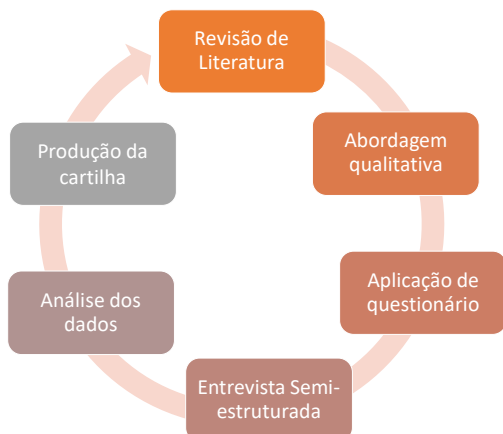 Revisão de
Literatura
Abordagem
qualitativa
Aplicação de
questionário
Entrevista Semi-
estruturada
Análise dos
dados
Produção da
cartilha